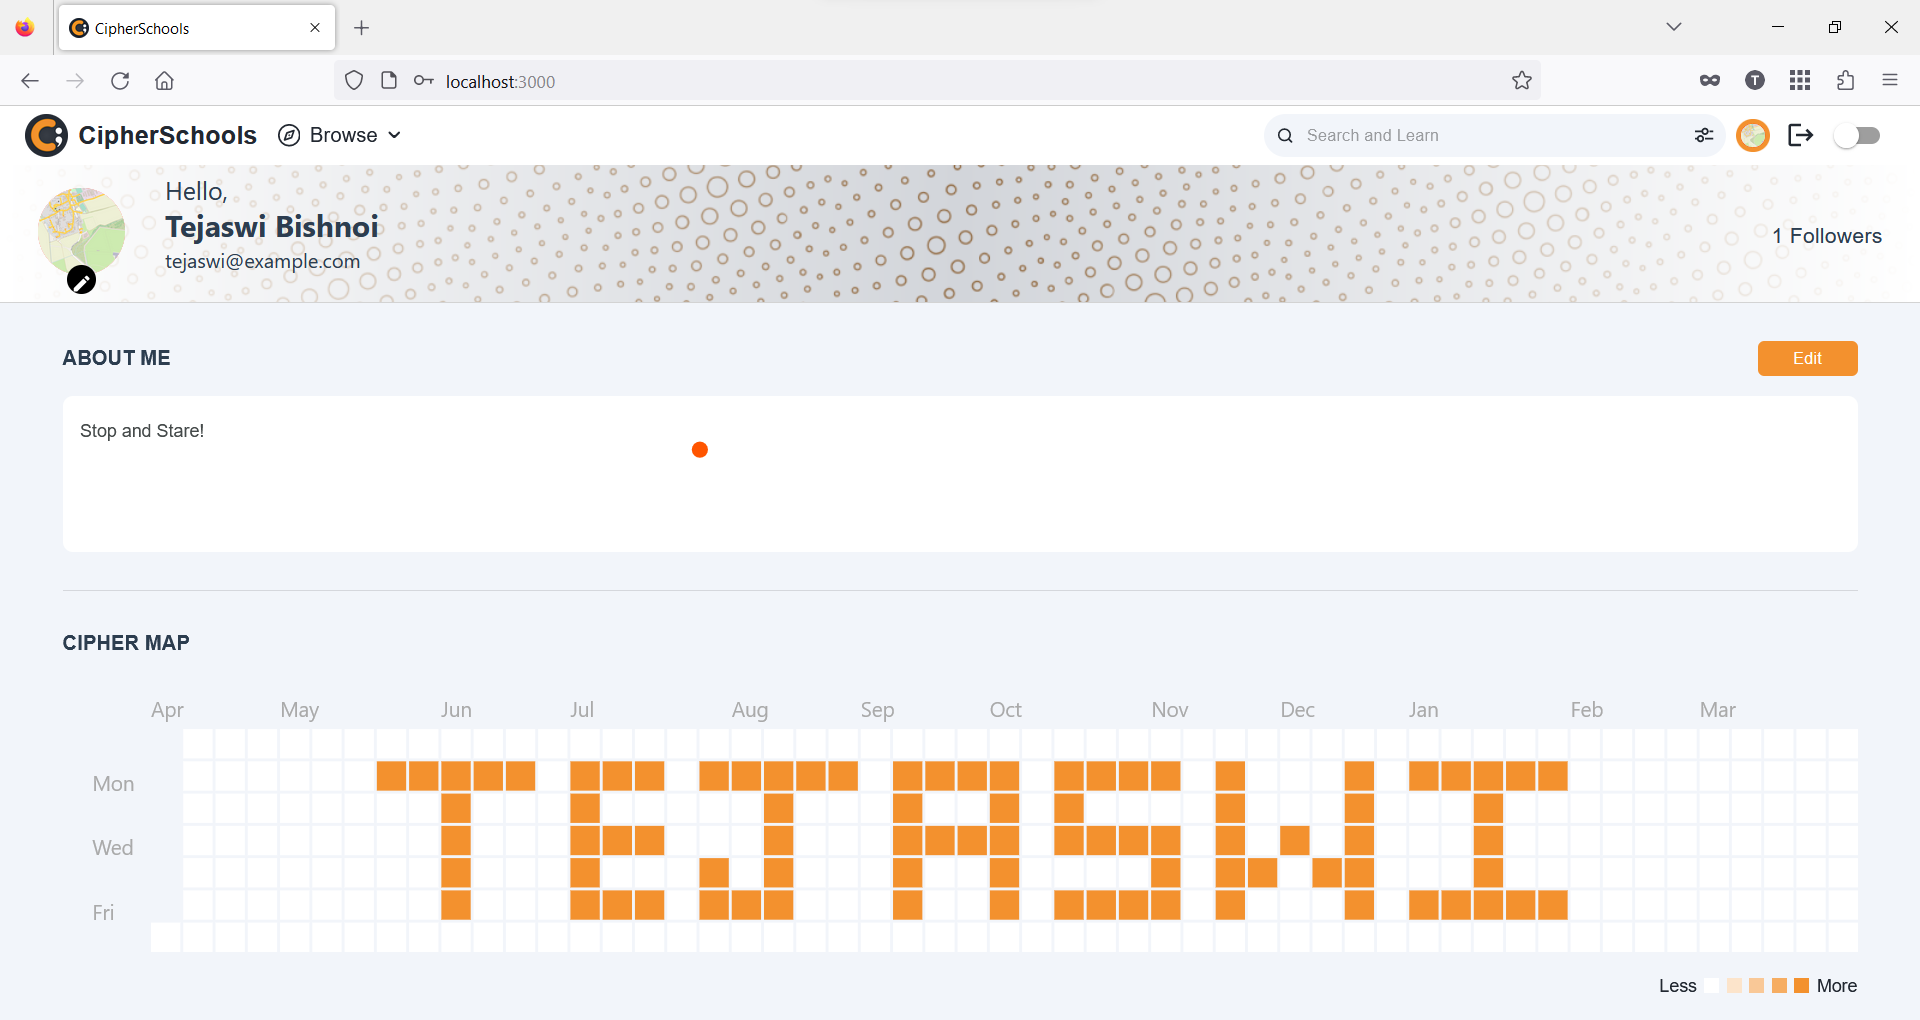 CipherSchools
localhost:3000
T
CipherSchools Browse Search and Learn
Hello,
Tejaswi Bishnoi
tejaswi@example.com
1 Followers
ABOUT ME Edit
Stop and Stare!
CIPHER MAP
Apr May Jun Jul Aug Sep Oct Nov Dec Jan Feb Mar
Mon
Wed
Fri
TEJASWI
Less More